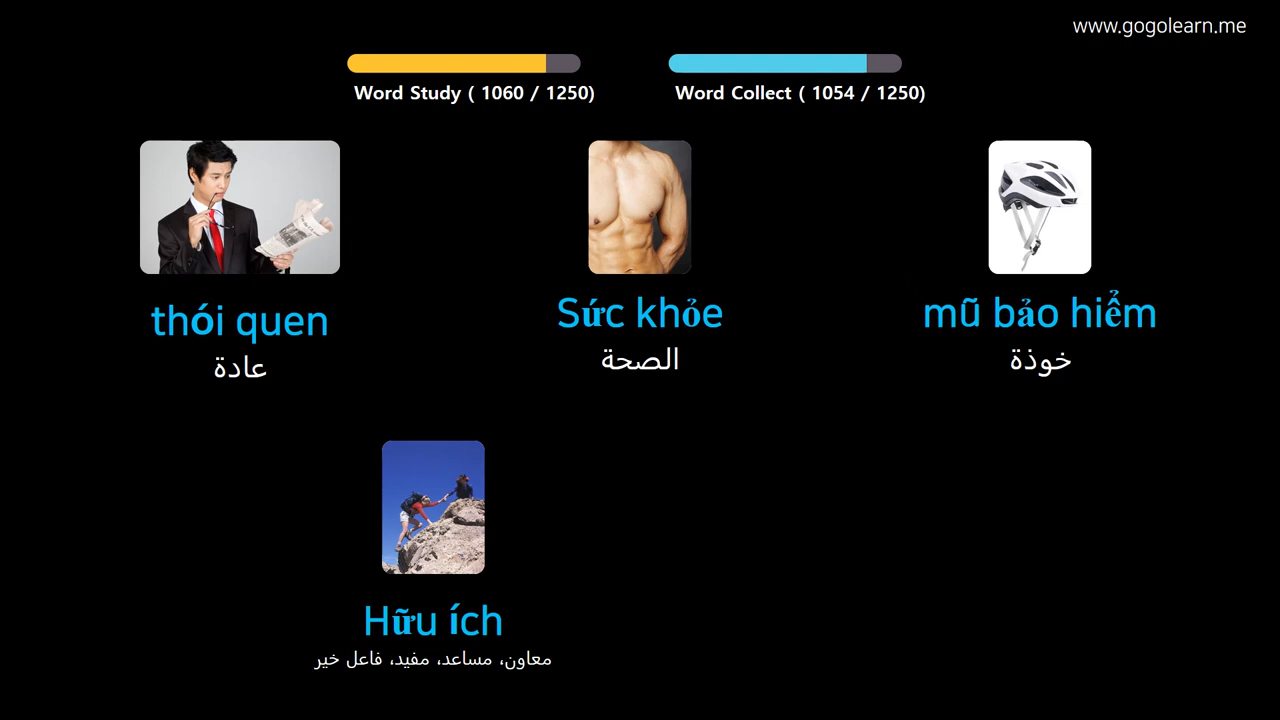 www.gogolearn.me
Word Study ( 1060 / 1250)
Word Collect ( 1054 / 1250)
thói quen
عادة
Sức khỏe
الصحة
mũ bảo hiểm
خوذة
Hữu ích
معاون، مساعد، مفيد، فاعل خير